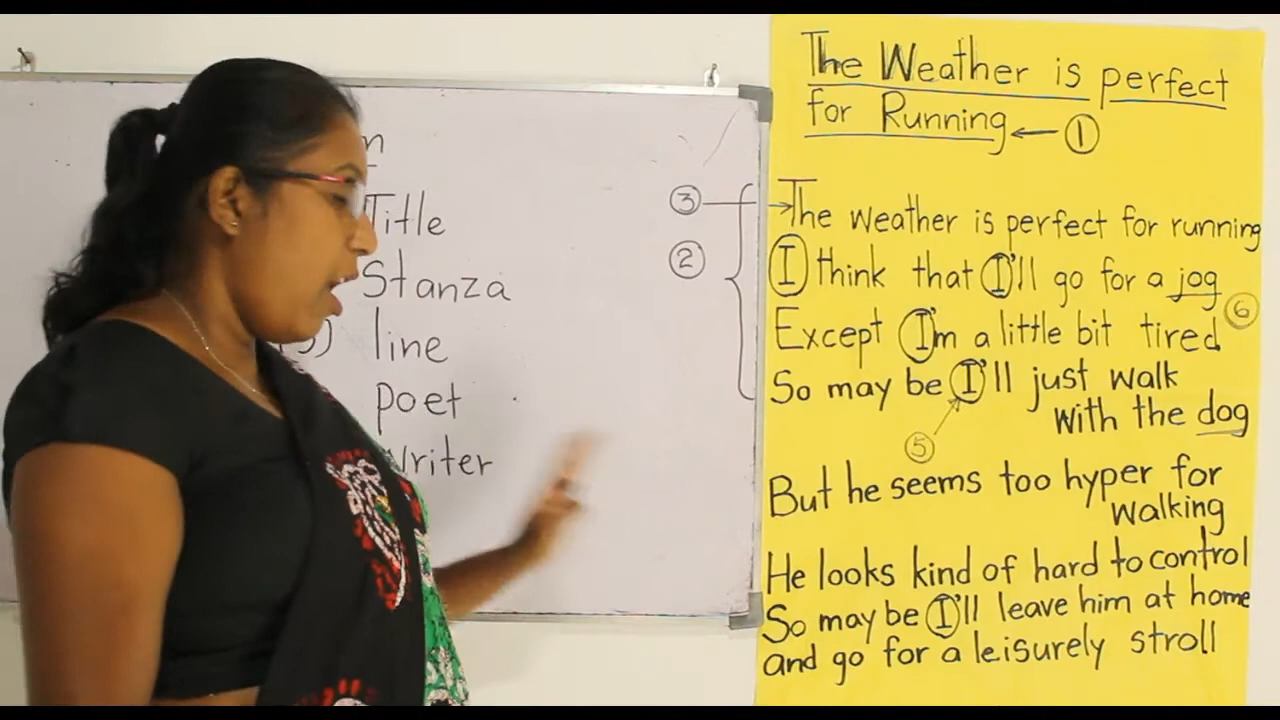 Title
Stanza
line
poet
writer
③
②
The Weather is perfect
for Running ← ①
The weather is perfect for running
I think that I'll go for a jog
Except I'm a little bit tired
⑥
So may be I'll just walk
with the dog
⑤
But he seems too hyper for
walking
He looks kind of hard to control
So may be I'll leave him at home
and go for a leisurely stroll